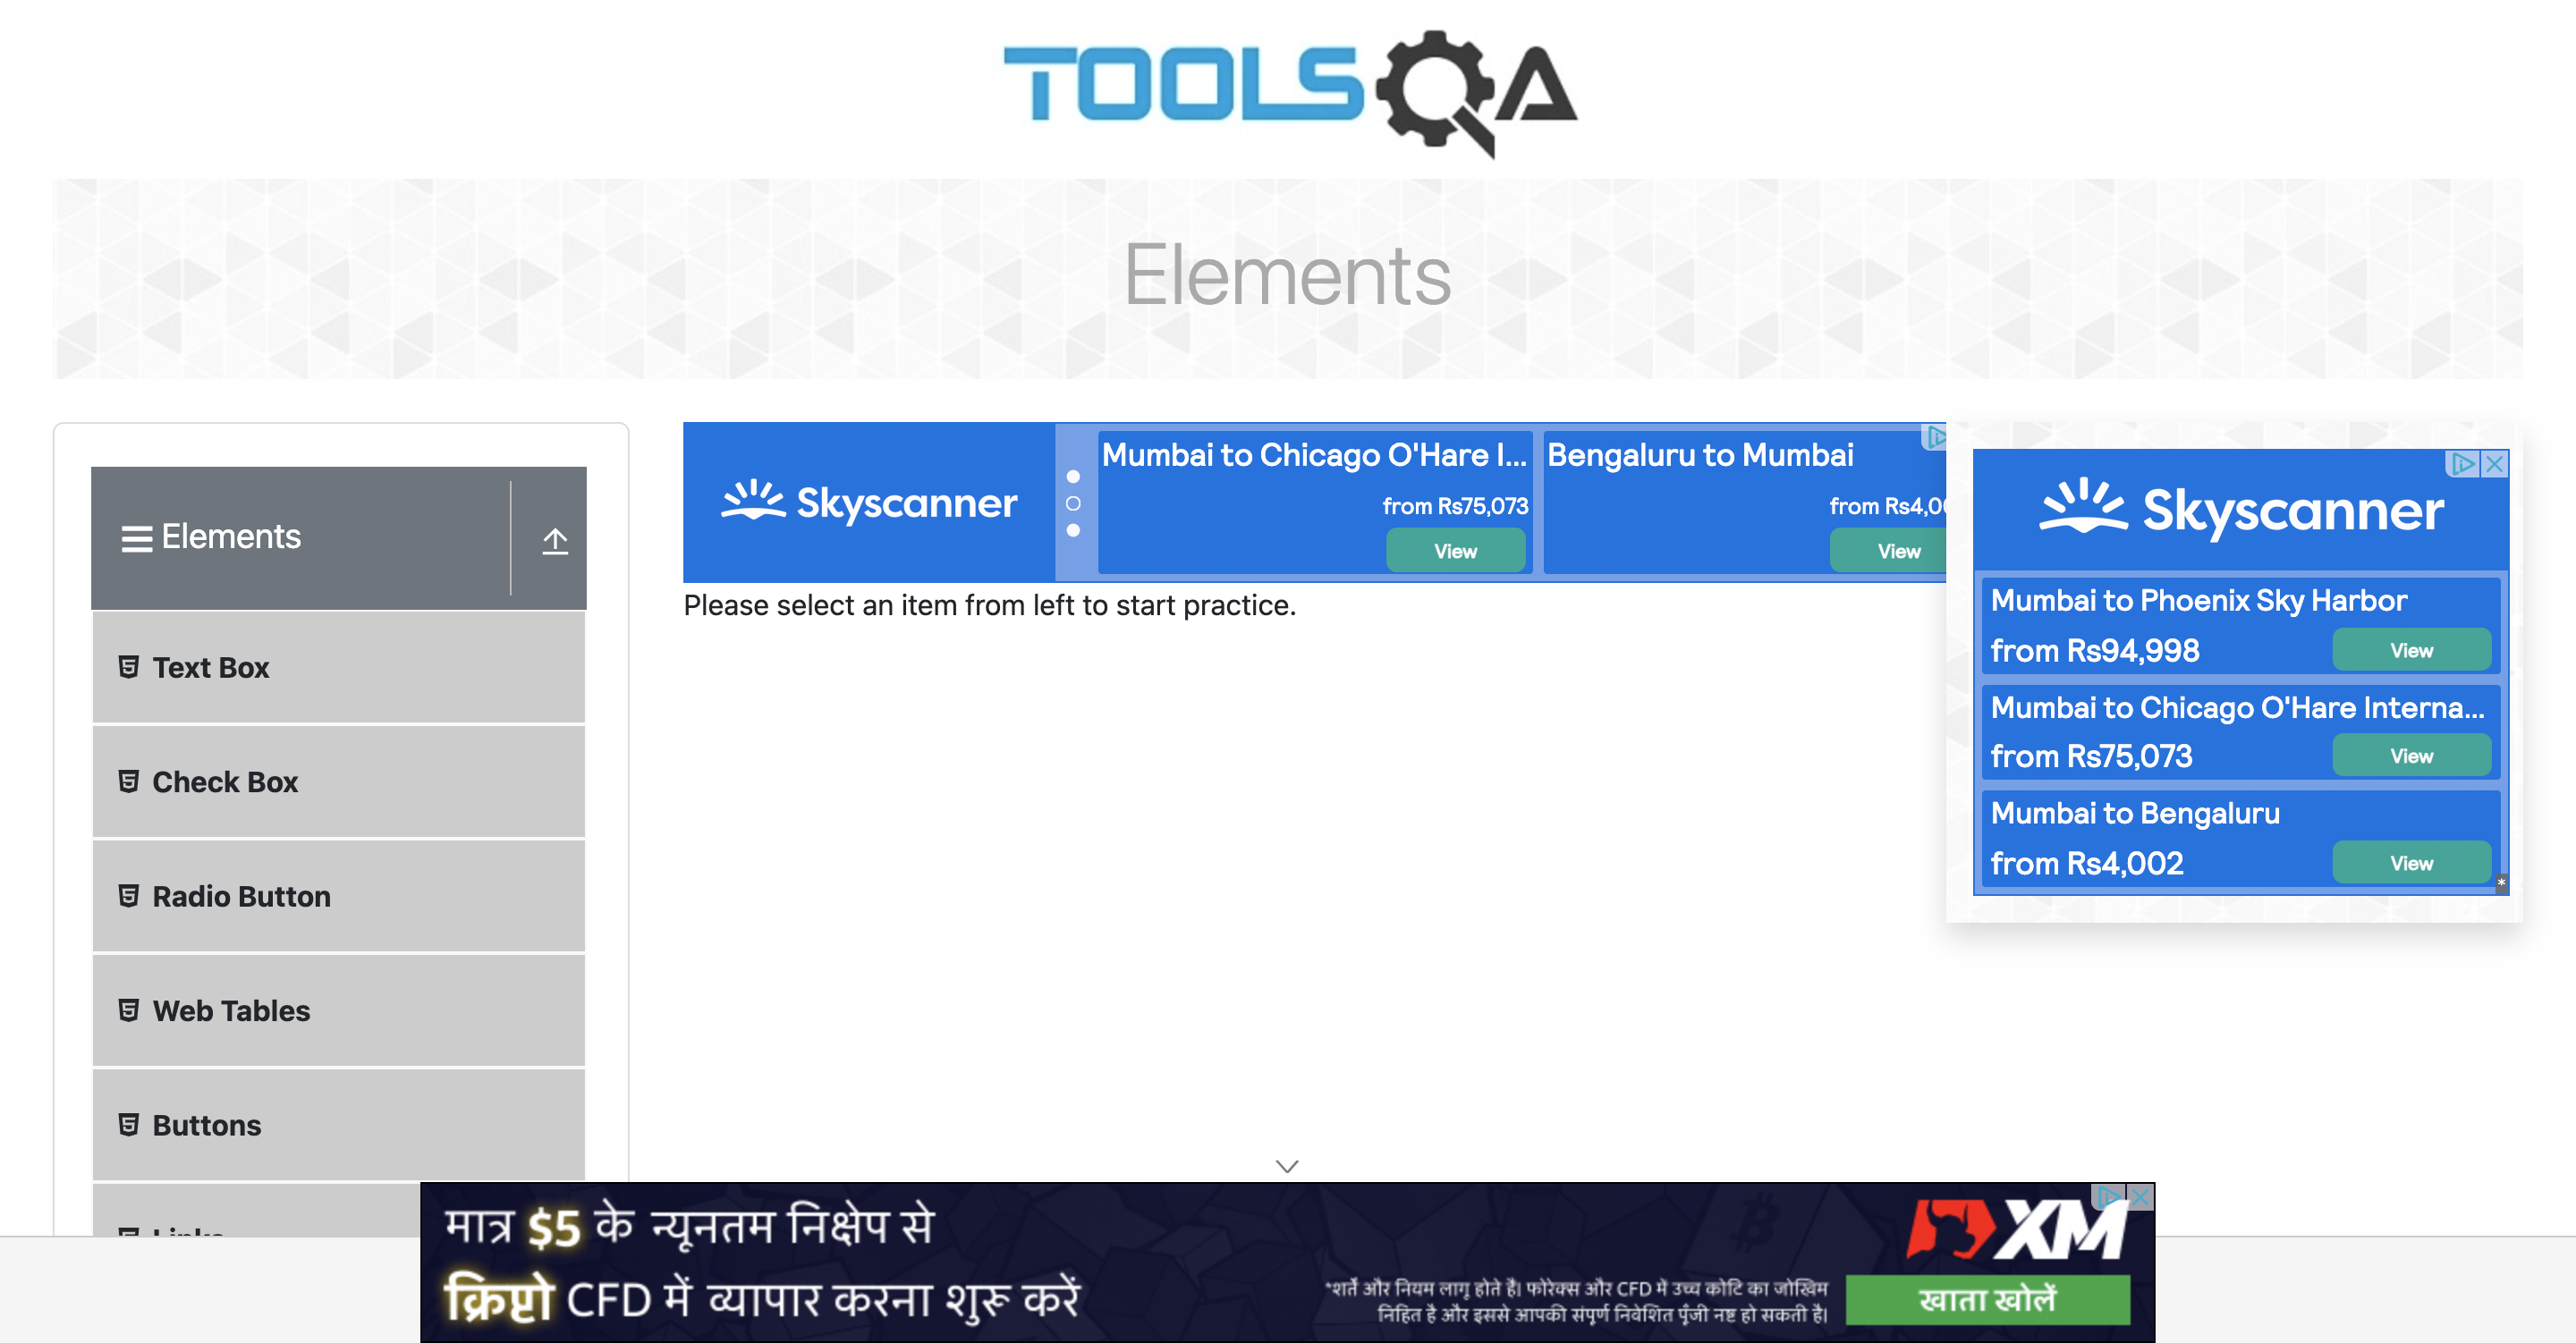 TOOLSQA
Elements
Elements
Text Box
Check Box
Radio Button
Web Tables
Buttons
Links
Skyscanner
Mumbai to Chicago O'Hare I...
from Rs75,073
View
Bengaluru to Mumbai
from Rs4,00
View
Please select an item from left to start practice.
Skyscanner
Mumbai to Phoenix Sky Harbor
from Rs94,998
View
Mumbai to Chicago O'Hare Interna...
from Rs75,073
View
Mumbai to Bengaluru
from Rs4,002
View
*
मात्र $5 के न्यूनतम निक्षेप से
क्रिप्टो CFD में व्यापार करना शुरू करें
*शर्ते और नियम लागू होते है। फोरेक्स और CFD में उच्च कोटि का जोखिम
निहित है और इससे आपकी संपूर्ण निवेशित पूँजी नष्ट हो सकती है।
XM
खाता खोलें